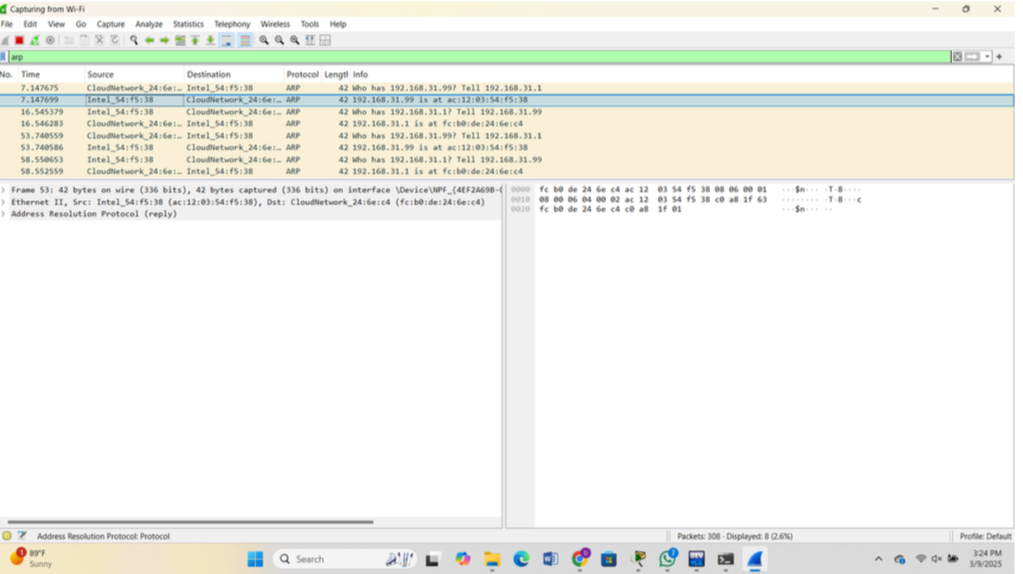 Capturing from Wi-Fi
File Edit View Go Capture Analyze Statistics Telephony Wireless Tools Help
arp
No. Time Source Destination Protocol Length Info
7.147675 CloudNetwork_24:6e:… Intel_54:f5:38 ARP 42 Who has 192.168.31.99? Tell 192.168.31.1
7.147699 Intel_54:f5:38 CloudNetwork_24:6e:… ARP 42 192.168.31.99 is at ac:12:03:54:f5:38
16.545379 Intel_54:f5:38 CloudNetwork_24:6e:… ARP 42 Who has 192.168.31.1? Tell 192.168.31.99
16.546283 CloudNetwork_24:6e:… Intel_54:f5:38 ARP 42 192.168.31.1 is at fc:b0:de:24:6e:c4
53.740559 CloudNetwork_24:6e:… Intel_54:f5:38 ARP 42 Who has 192.168.31.99? Tell 192.168.31.1
53.740586 Intel_54:f5:38 CloudNetwork_24:6e:… ARP 42 192.168.31.99 is at ac:12:03:54:f5:38
58.550653 Intel_54:f5:38 CloudNetwork_24:6e:… ARP 42 Who has 192.168.31.1? Tell 192.168.31.99
58.552559 CloudNetwork_24:6e:… Intel_54:f5:38 ARP 42 192.168.31.1 is at fc:b0:de:24:6e:c4
Frame 53: 42 bytes on wire (336 bits), 42 bytes captured (336 bits) on interface \Device\NPF_{4EF2A69B-
Ethernet II, Src: Intel_54:f5:38 (ac:12:03:54:f5:38), Dst: CloudNetwork_24:6e:c4 (fc:b0:de:24:6e:c4)
Address Resolution Protocol (reply)
0000 fc b0 de 24 6e c4 ac 12 03 54 f5 38 08 06 00 01 ···$n··· ·T·8····
0010 08 00 06 04 00 02 ac 12 03 54 f5 38 c0 a8 1f 63 ········ ·T·8···c
0020 fc b0 de 24 6e c4 c0 a8 1f 01 ···$n··· ··
Address Resolution Protocol: Protocol
Packets: 308 · Displayed: 8 (2.6%)
Profile: Default
1
89°F
Sunny
Search
3:24 PM
3/9/2025